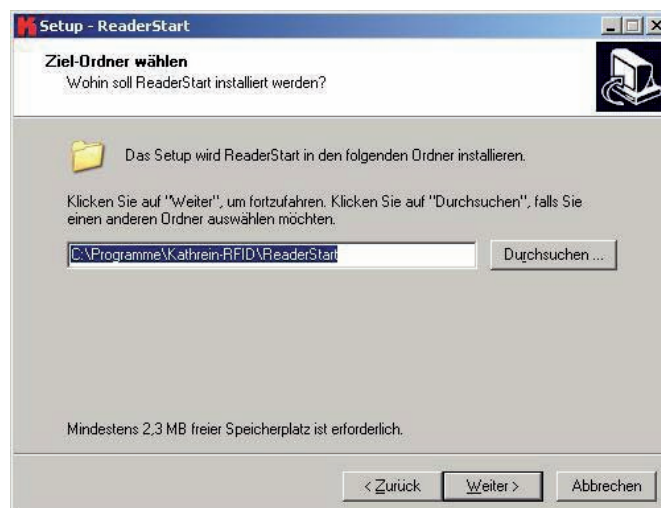 Setup - ReaderStart
Ziel-Ordner wählen
Wohin soll ReaderStart installiert werden?
Das Setup wird ReaderStart in den folgenden Ordner installieren.
Klicken Sie auf "Weiter", um fortzufahren. Klicken Sie auf "Durchsuchen", falls Sie
einen anderen Ordner auswählen möchten.
C:\Programme\Kathrein-RFID\ReaderStart
Durchsuchen ...
Mindestens 2,3 MB freier Speicherplatz ist erforderlich.
< Zurück
Weiter >
Abbrechen